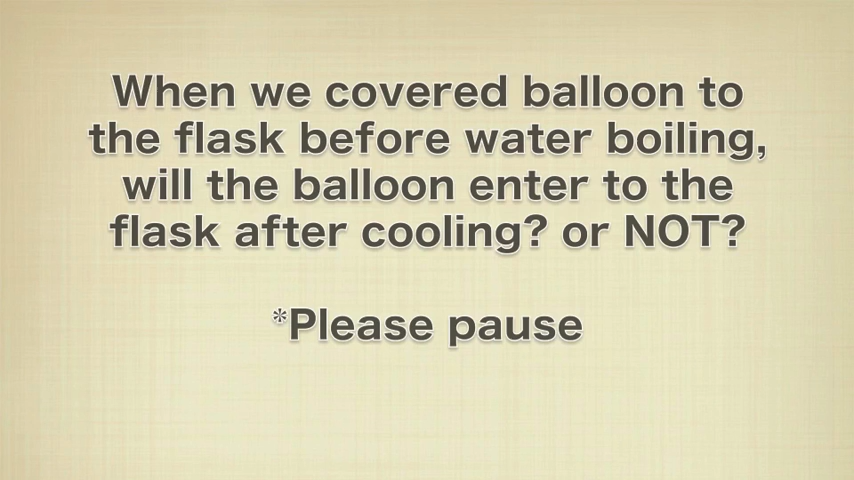 When we covered balloon to
the flask before water boiling,
will the balloon enter to the
flask after cooling? or NOT?
*Please pause